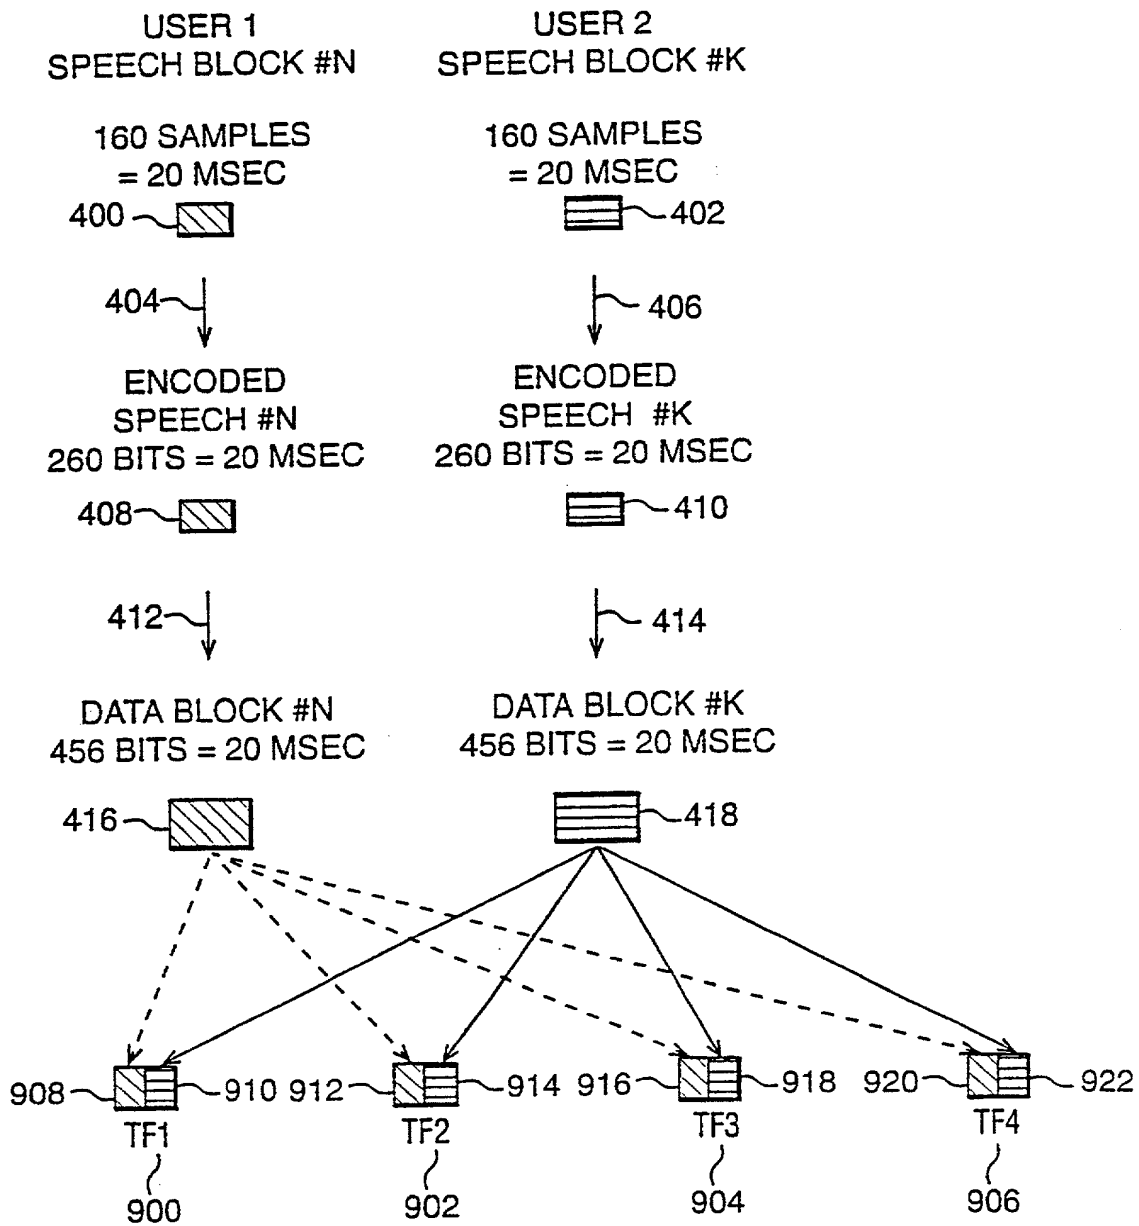 USER 1
SPEECH BLOCK #N
USER 2
SPEECH BLOCK #K
160 SAMPLES
= 20 MSEC
160 SAMPLES
= 20 MSEC
400
402
404
406
ENCODED
SPEECH #N
260 BITS = 20 MSEC
ENCODED
SPEECH #K
260 BITS = 20 MSEC
408
410
412
414
DATA BLOCK #N
456 BITS = 20 MSEC
DATA BLOCK #K
456 BITS = 20 MSEC
416
418
908
910
912
914
916
918
920
922
TF1
TF2
TF3
TF4
900
902
904
906